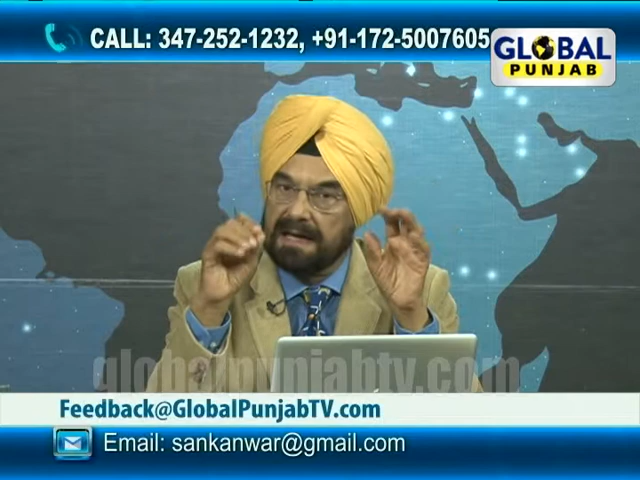 CALL: 347-252-1232, +91-172-5007605
GLOBAL
PUNJAB
globalpunjabtv.com
Feedback@GlobalPunjabTV.com
Email: sankanwar@gmail.com